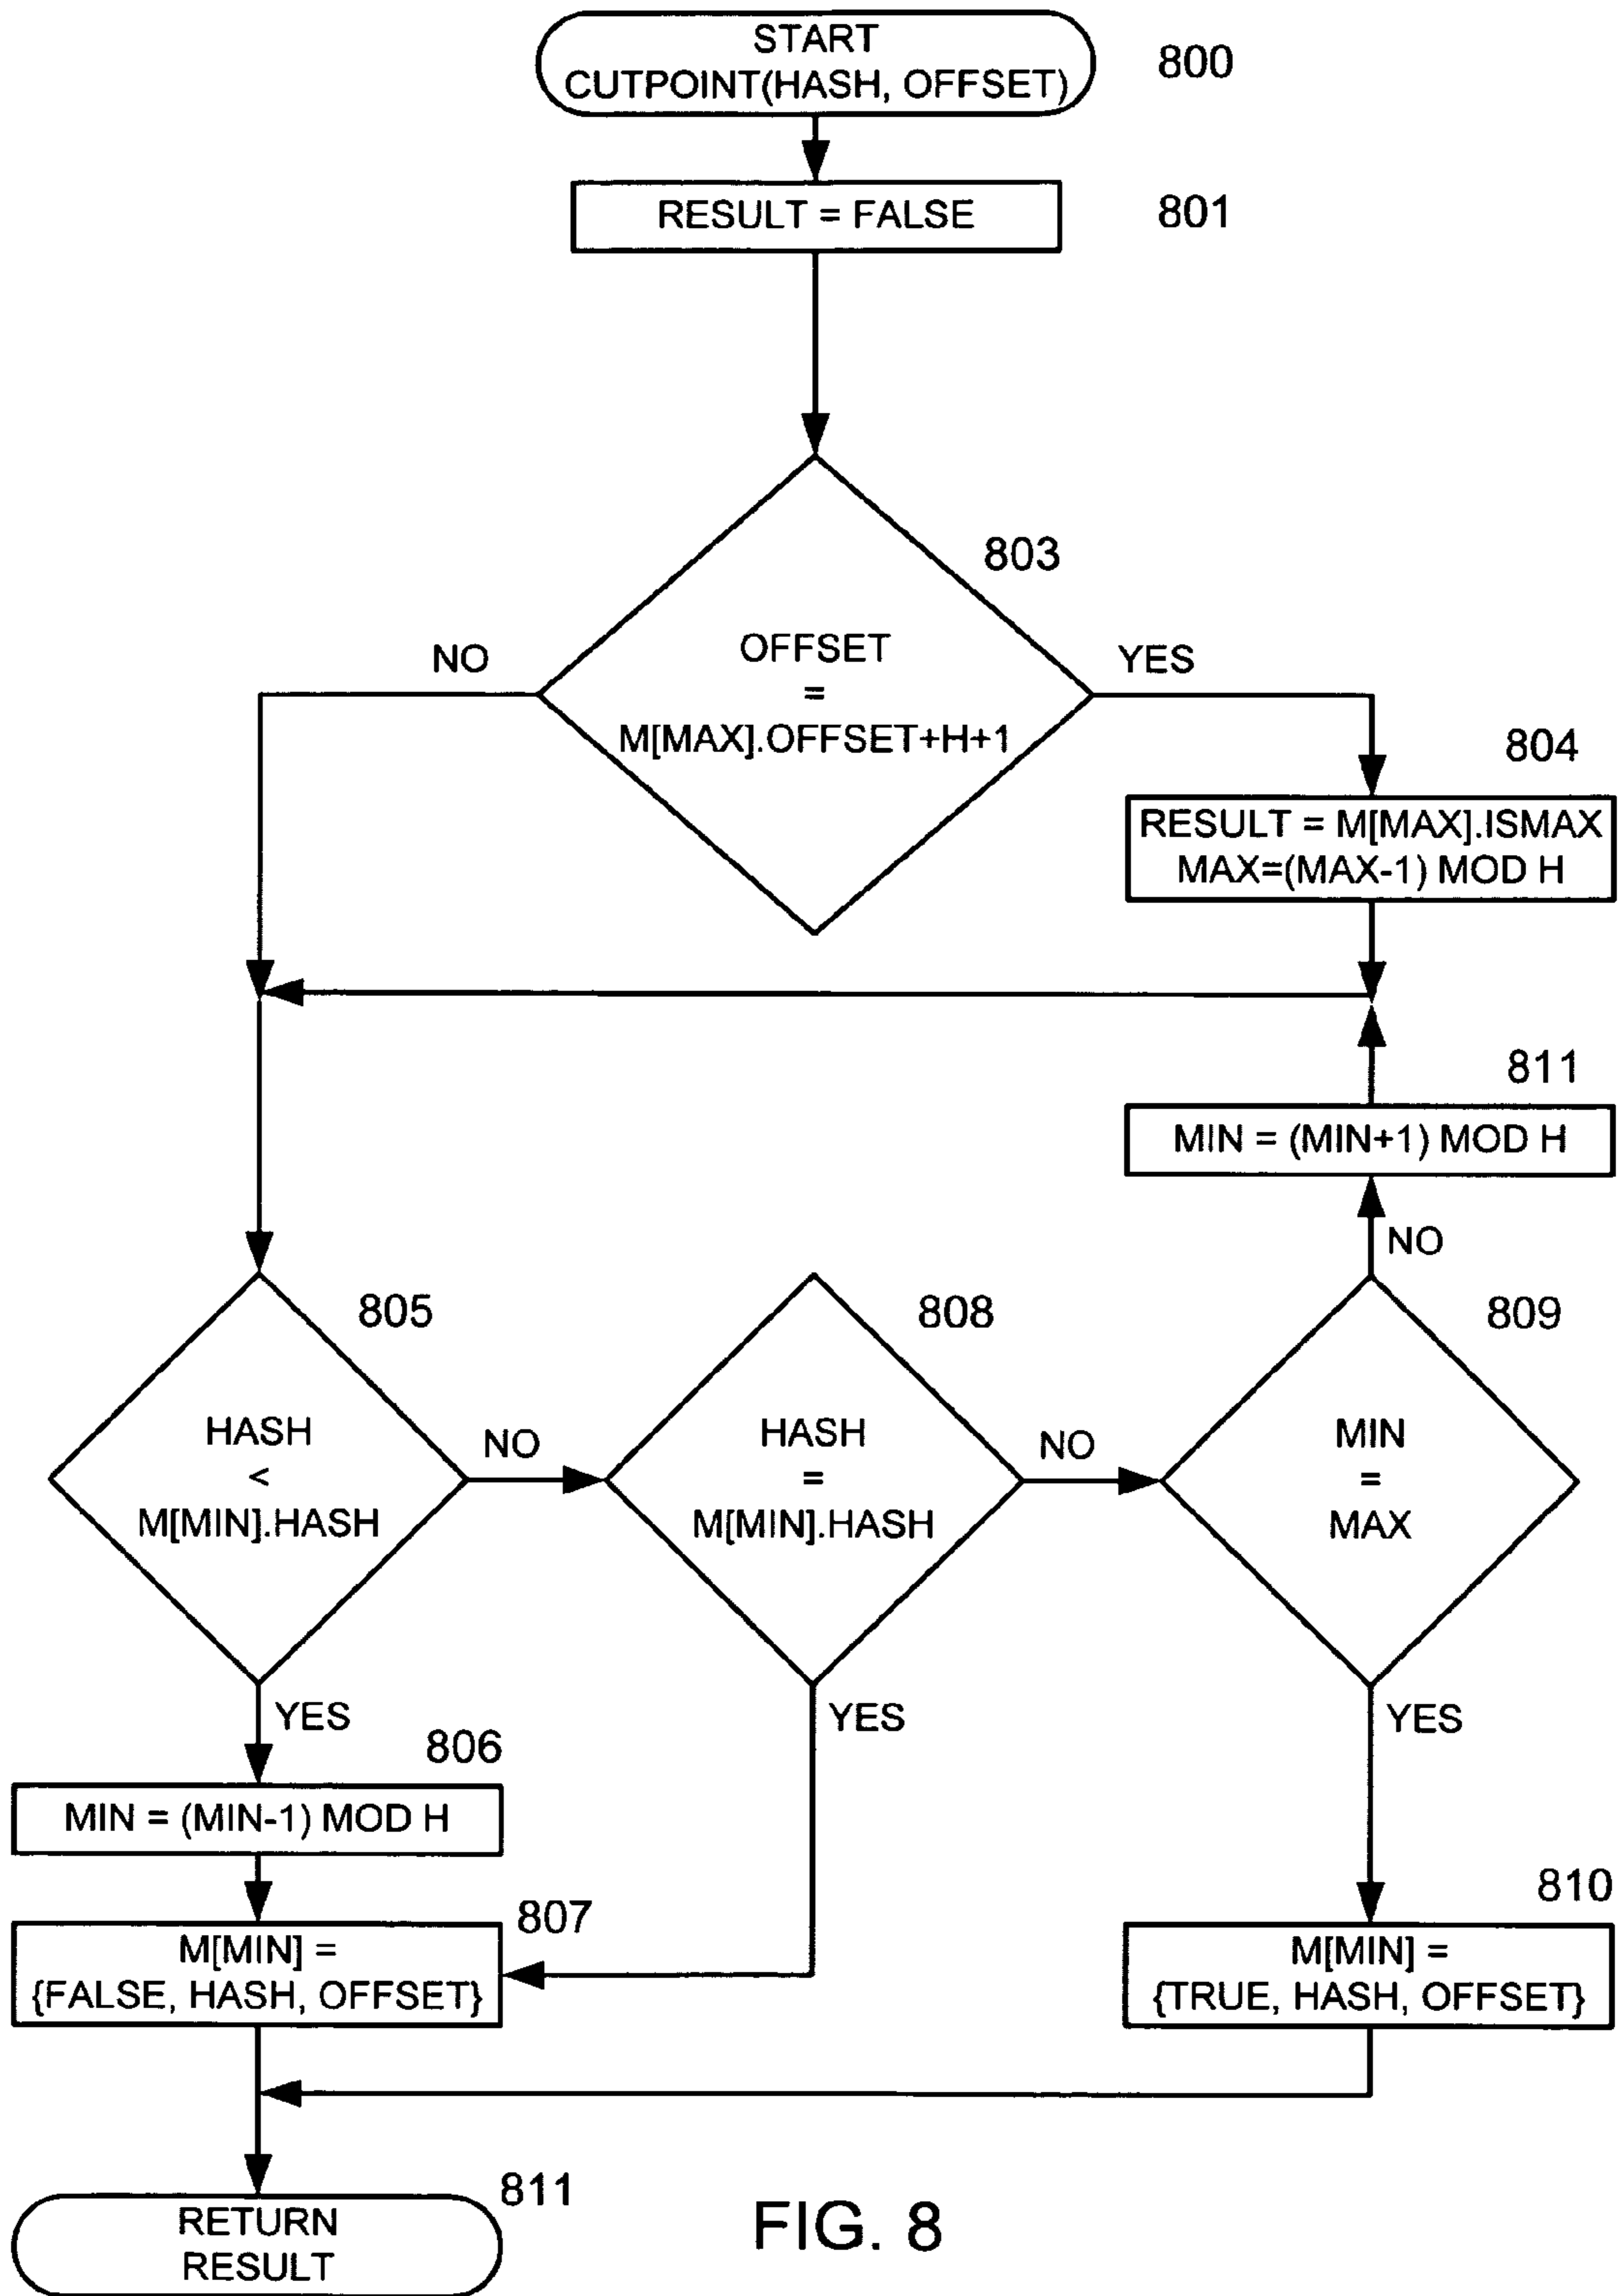 START
CUTPOINT(HASH, OFFSET)
800
RESULT = FALSE
801
803
OFFSET
=
M[MAX].OFFSET+H+1
NO
YES
804
RESULT = M[MAX].ISMAX
MAX=(MAX-1) MOD H
811
MIN = (MIN+1) MOD H
NO
805
HASH
<
M[MIN].HASH
NO
808
HASH
=
M[MIN].HASH
NO
809
MIN
=
MAX
YES
YES
YES
806
MIN = (MIN-1) MOD H
807
M[MIN] =
{FALSE, HASH, OFFSET}
810
M[MIN] =
{TRUE, HASH, OFFSET}
811
RETURN
RESULT
FIG. 8